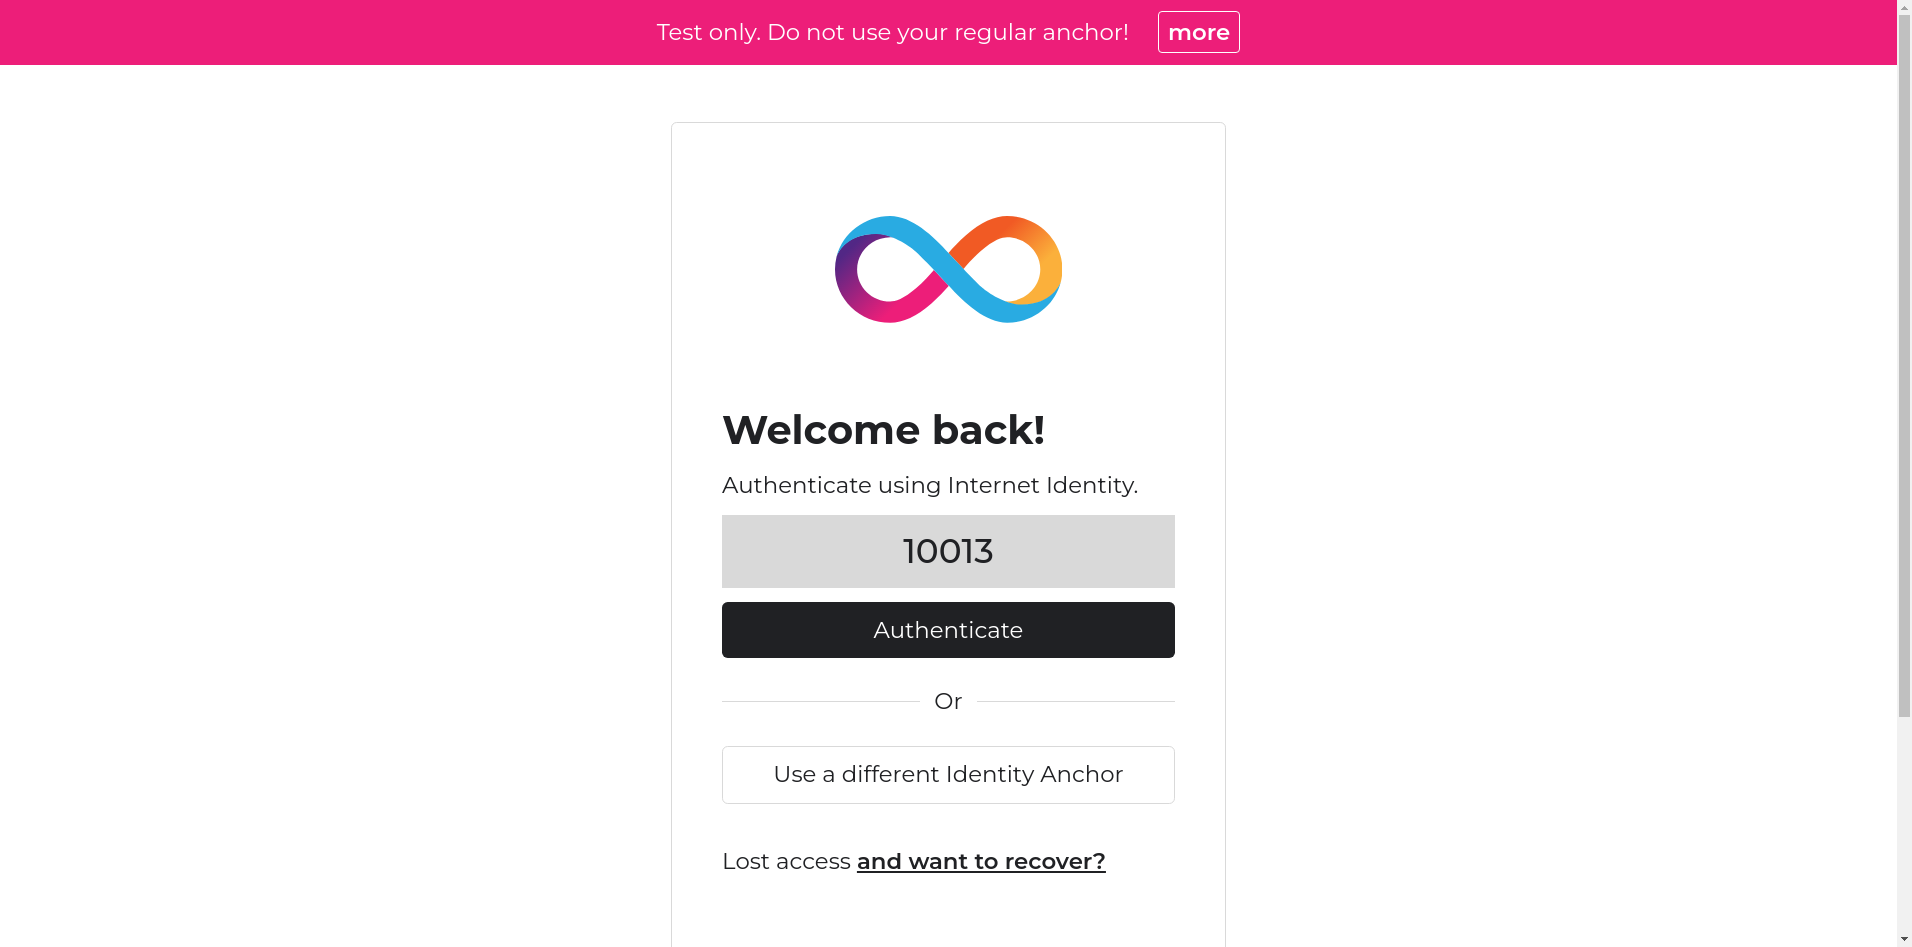 Test only. Do not use your regular anchor! more
Welcome back!
Authenticate using Internet Identity.
10013
Authenticate
Or
Use a different Identity Anchor
Lost access and want to recover?